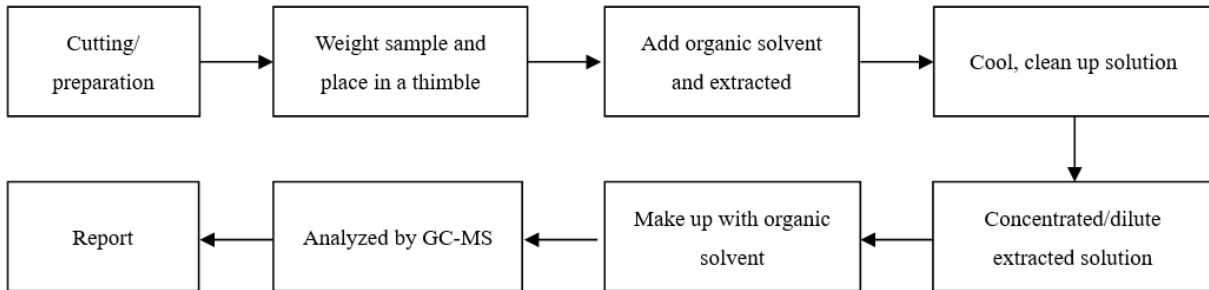 Cutting/
preparation
Weight sample and
place in a thimble
Add organic solvent
and extracted
Cool, clean up solution
Concentrated/dilute
extracted solution
Make up with organic
solvent
Analyzed by GC-MS
Report